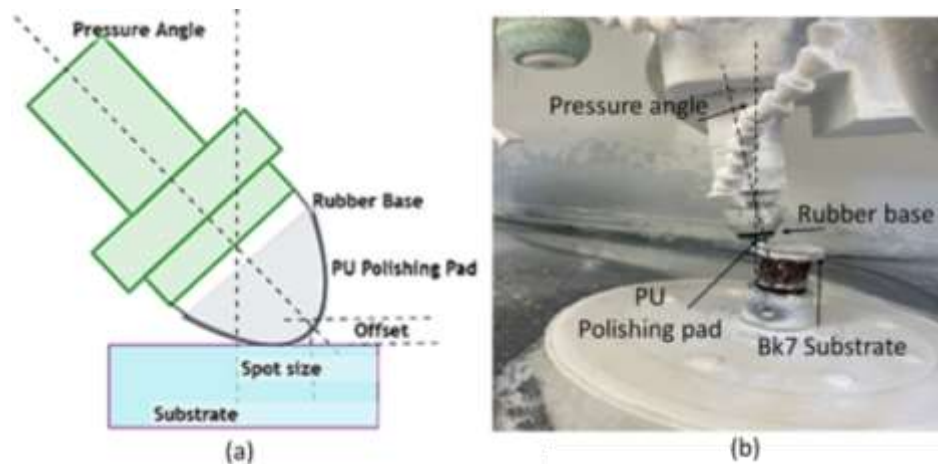 Pressure Angle
Rubber Base
PU Polishing Pad
Offset
Spot size
Substrate
(a)
Pressure angle
Rubber base
PU
Polishing pad
Bk7 Substrate
(b)